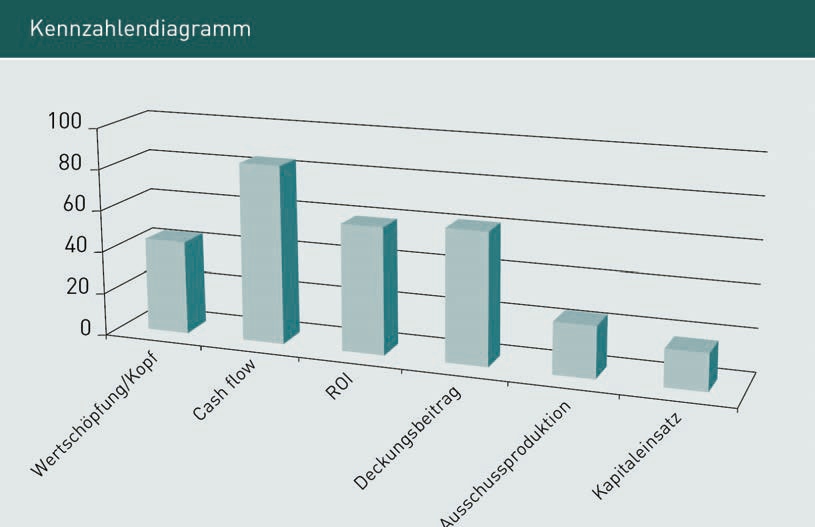 Kennzahlendiagramm
100
80
60
40
20
0
Wertschöpfung/Kopf
Cash flow
ROI
Deckungsbeitrag
Ausschussproduktion
Kapitaleinsatz